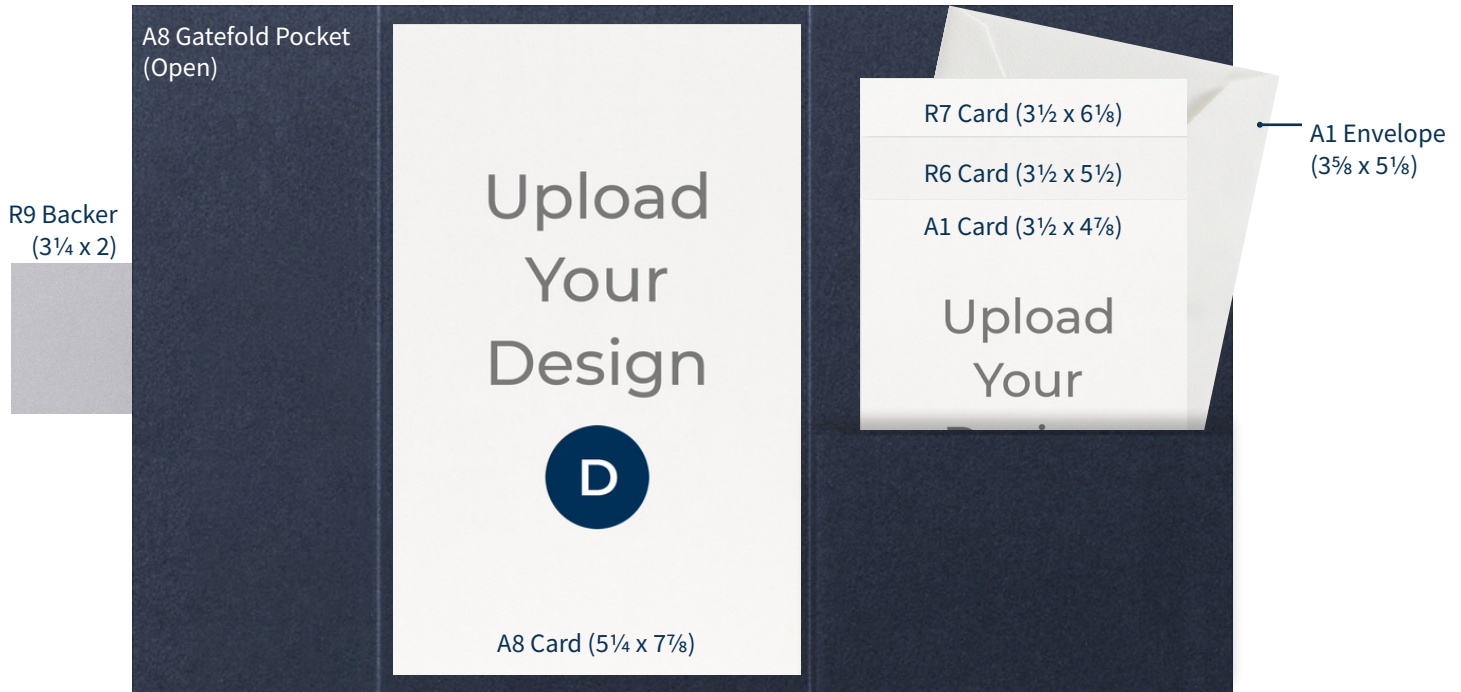 A8 Gatefold Pocket
(Open)
R9 Backer
(3¼ x 2)
Upload
Your
Design
D
A8 Card (5¼ x 7⅞)
R7 Card (3½ x 6⅛)
R6 Card (3½ x 5½)
A1 Card (3½ x 4⅞)
Upload
Your
A1 Envelope
(3⅝ x 5⅛)